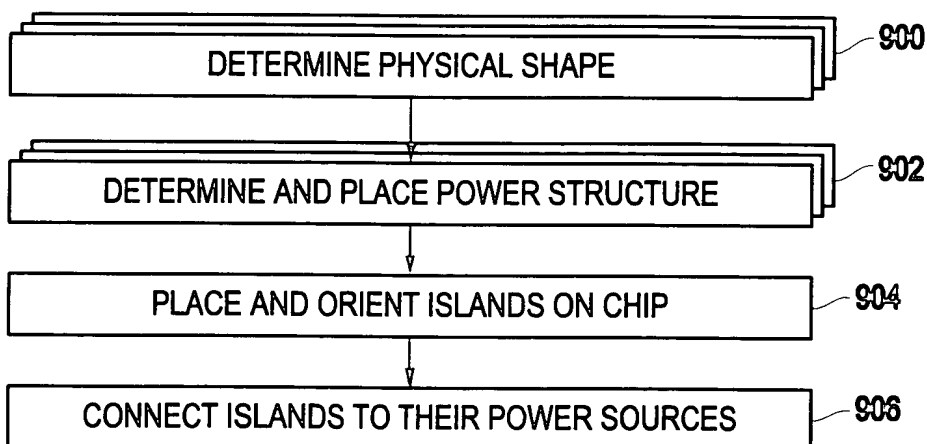 DETERMINE PHYSICAL SHAPE
900
DETERMINE AND PLACE POWER STRUCTURE
902
PLACE AND ORIENT ISLANDS ON CHIP
904
CONNECT ISLANDS TO THEIR POWER SOURCES
906